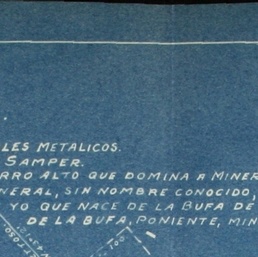 LES METALICOS.
SAMPER.
RRO ALTO QUE DOMINA A MINER
NERAL, SIN NOMBRE CONOCIDO,
YO QUE NACE DE LA BUFA DE
DE LA BUFA, PONIENTE, MIN